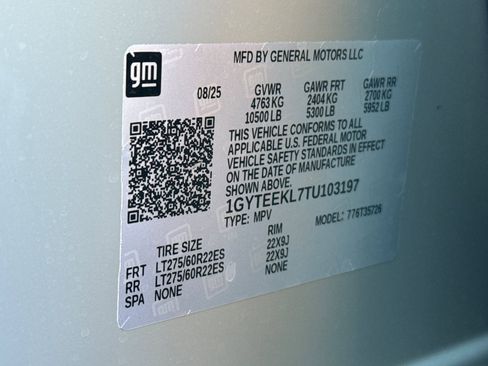 gm
MFD BY GENERAL MOTORS LLC
08/25 GVWR GAWR FRT GAWR RR
4763 KG 2404 KG 2700 KG
10500 LB 5300 LB 5952 LB
THIS VEHICLE CONFORMS TO ALL
APPLICABLE U.S. FEDERAL MOTOR
VEHICLE SAFETY STANDARDS IN EFFECT
ON THE DATE OF MANUFACTURE
SHOWN ABOVE.
1GYTEEKL7TU103197
TYPE: MPV MODEL: 776T35726
TIRE SIZE RIM
FRT LT275/60R22ES 22X9J
RR LT275/60R22ES 22X9J
SPA NONE NONE